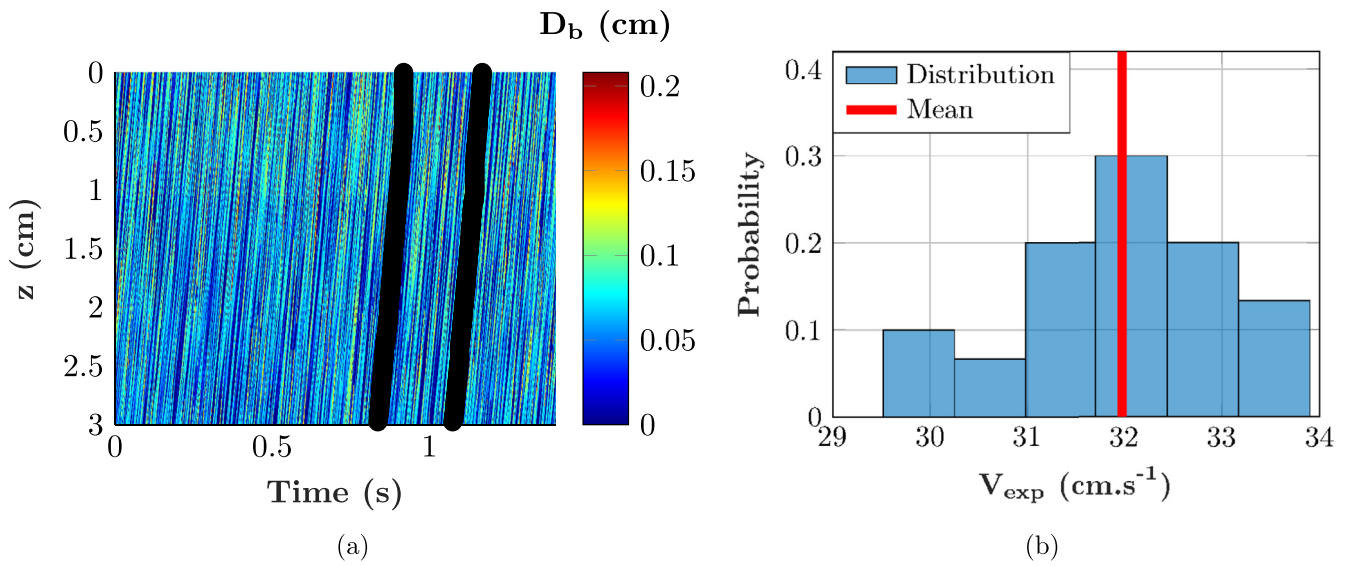 D_b (cm)
0
0.5
1
1.5
2
2.5
3
z (cm)
0
0.5
1
Time (s)
0.2
0.15
0.1
0.05
0
(a)
Distribution
Mean
0.4
0.3
0.2
0.1
0
Probability
29 30 31 32 33 34
V_exp (cm.s^-1)
(b)